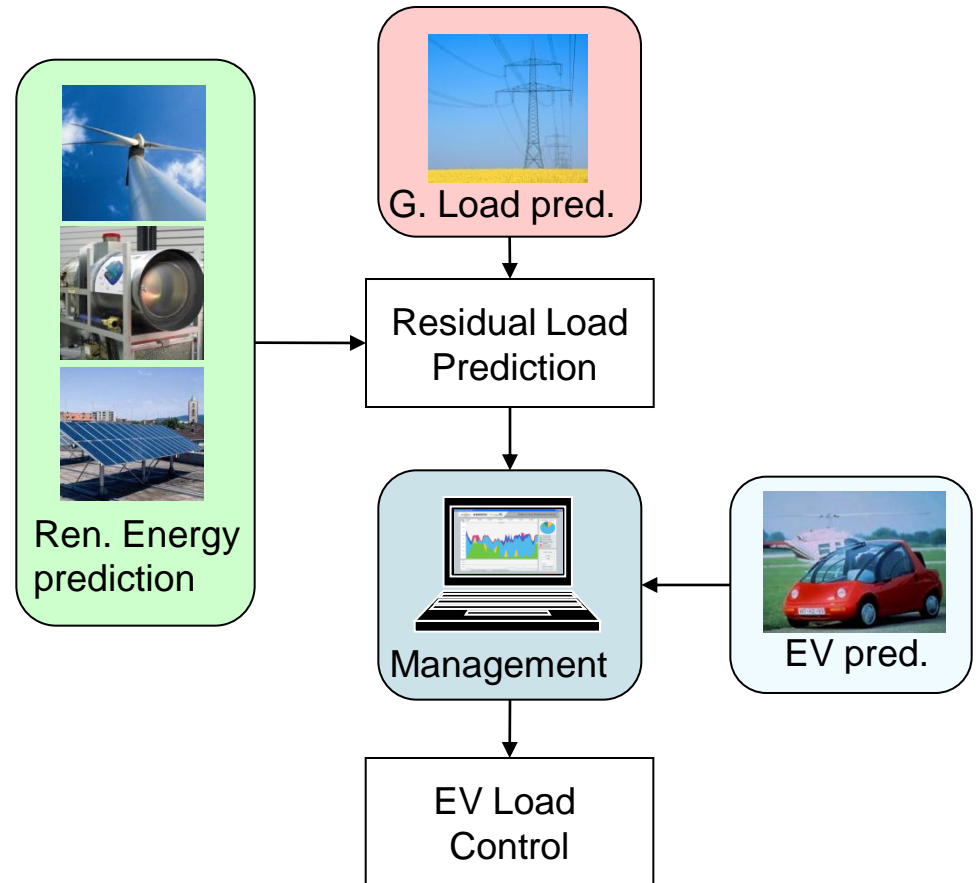 G. Load pred.
Residual Load
Prediction
Ren. Energy
prediction
Management
EV pred.
EV Load
Control